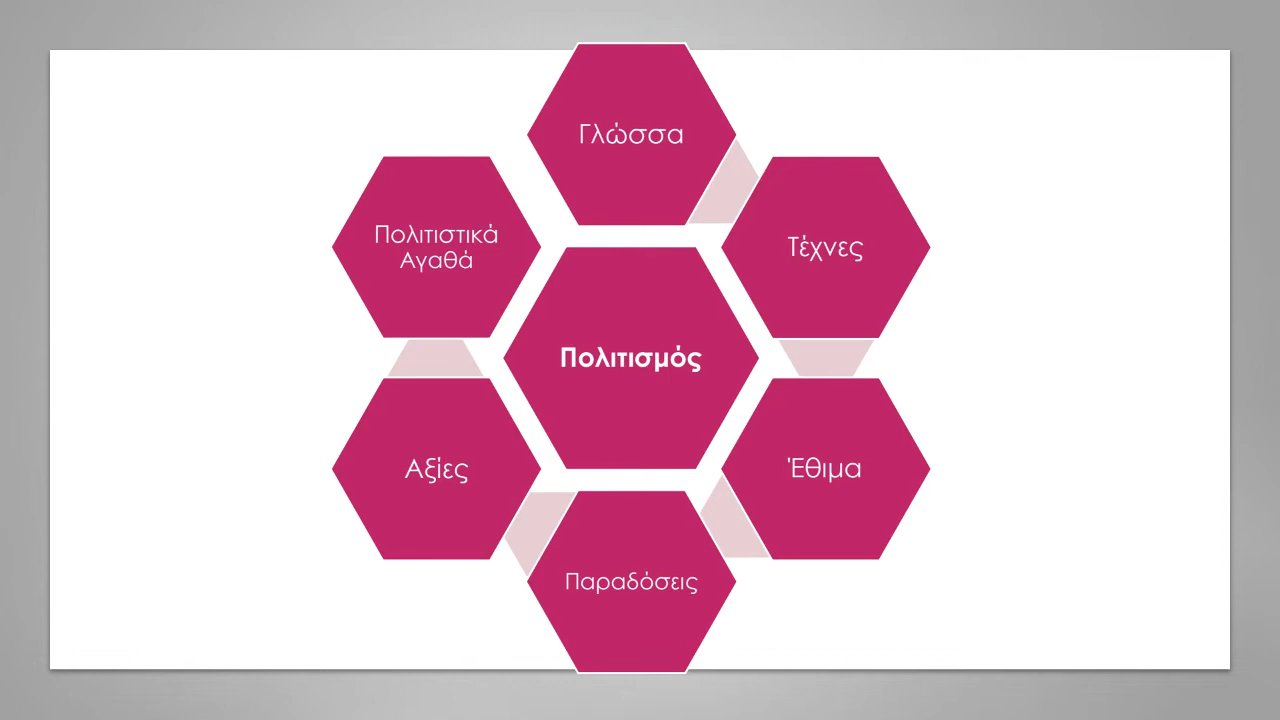 Γλώσσα
Πολιτιστικά
Αγαθά
Τέχνες
Πολιτισμός
Αξίες
Έθιμα
Παραδόσεις